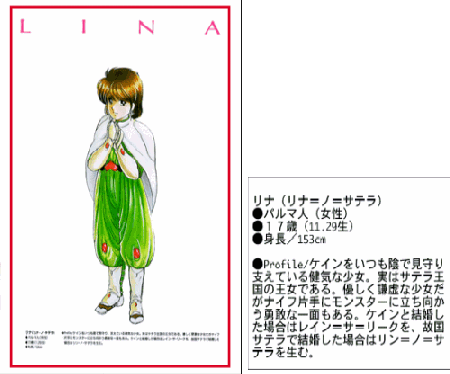 LINA
リナ（リナ＝ノ＝サテラ）
●パルマ人（女性）
●１７歳（11.29生）
●身長／153cm
●Profile/ケインをいつも陰で見守り
支えている健気な少女。実はサテラ王
国の王女である、優しく謙虚な少女だ
がナイフ片手にモンスターに立ち向か
う勇敢な一面もある。ケインと結婚し
た場合はレイン＝サ＝リークを、故国
サテラで結婚した場合はリン＝ノ＝サ
テラを生む。